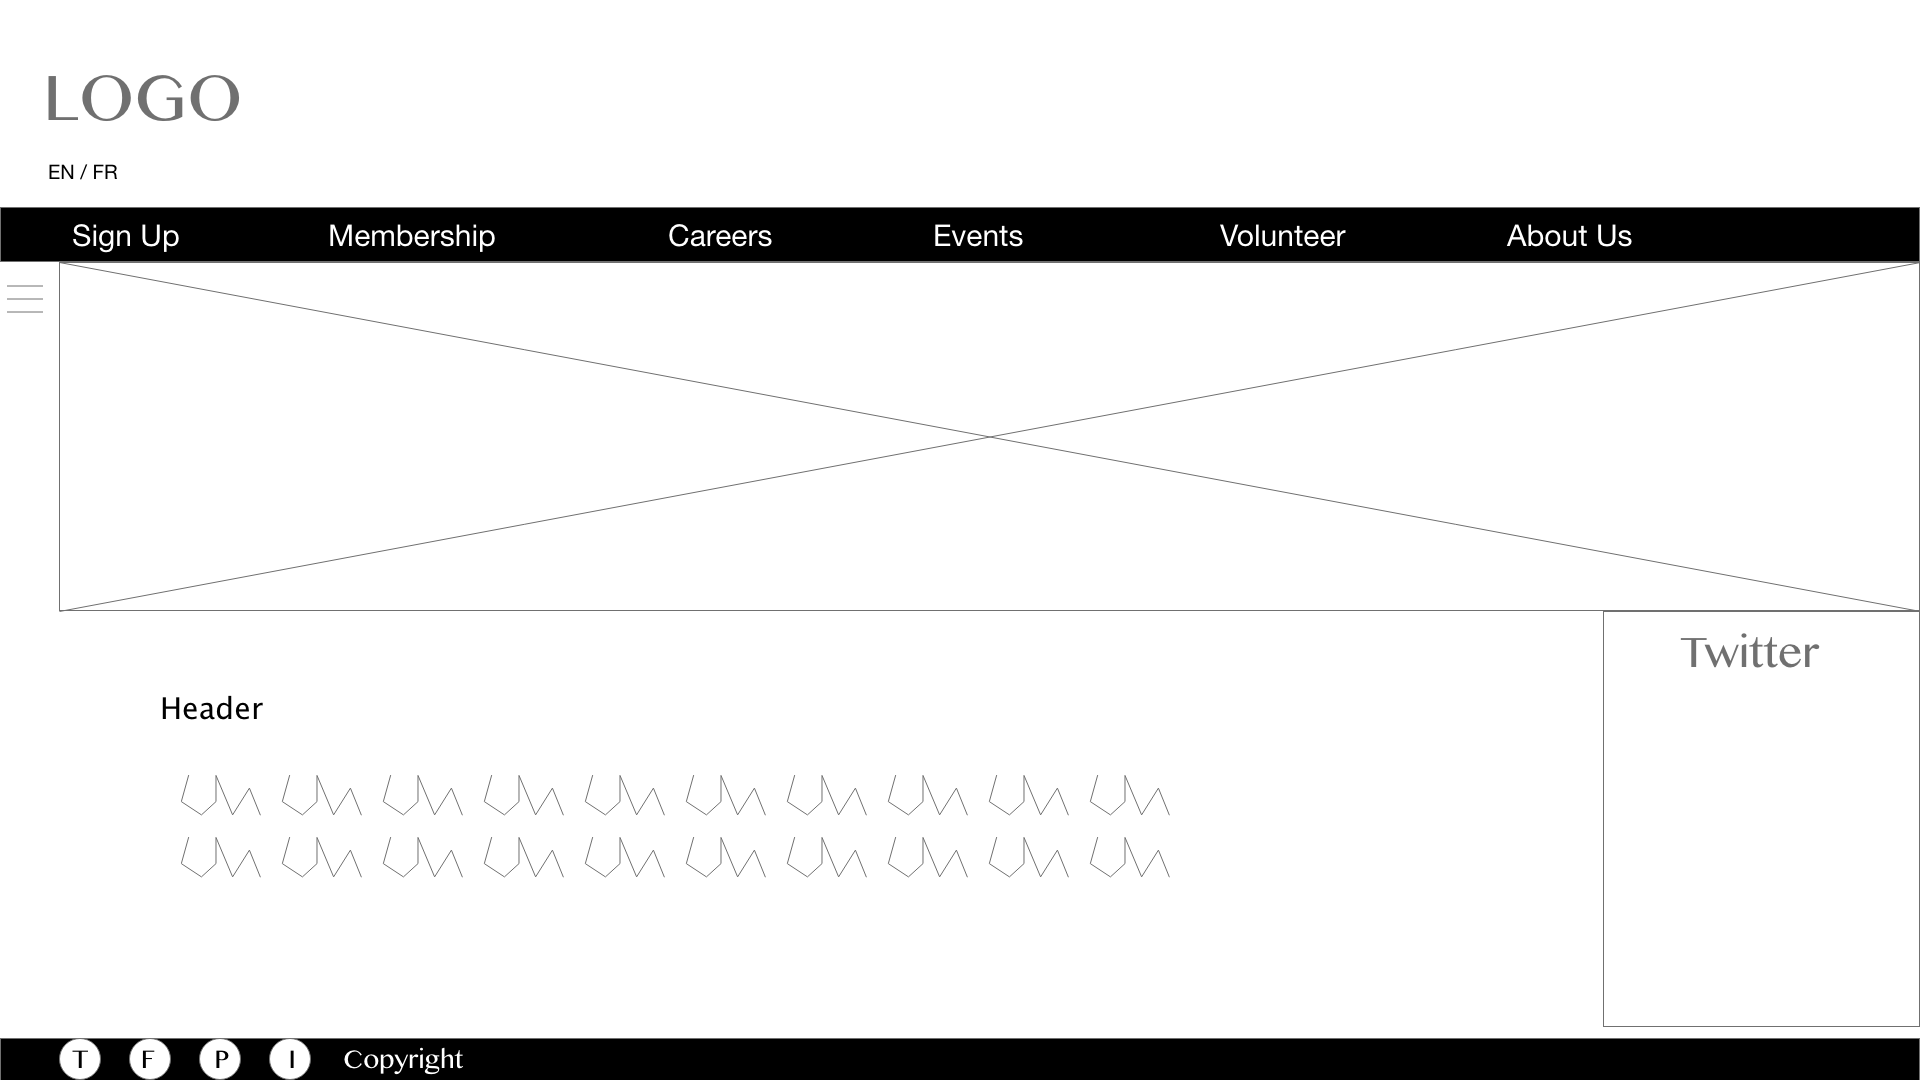 LOGO
EN / FR
Sign Up Membership Careers Events Volunteer About Us
Twitter
Header
T F P I Copyright